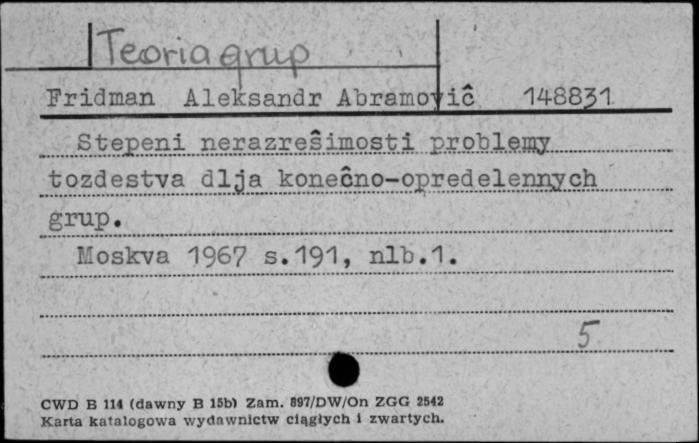 Teoria grup
Fridman Aleksandr Abramovič 148831
Stepeni nerazrešimosti problemy
tozdestva dlja konečno-opredelennych
grup.
Moskva 1967 s.191, nlb.1.
5
CWD B 114 (dawny B 15b) Zam. 897/DW/On ZGG 2542
Karta katalogowa wydawnictw ciągłych i zwartych.